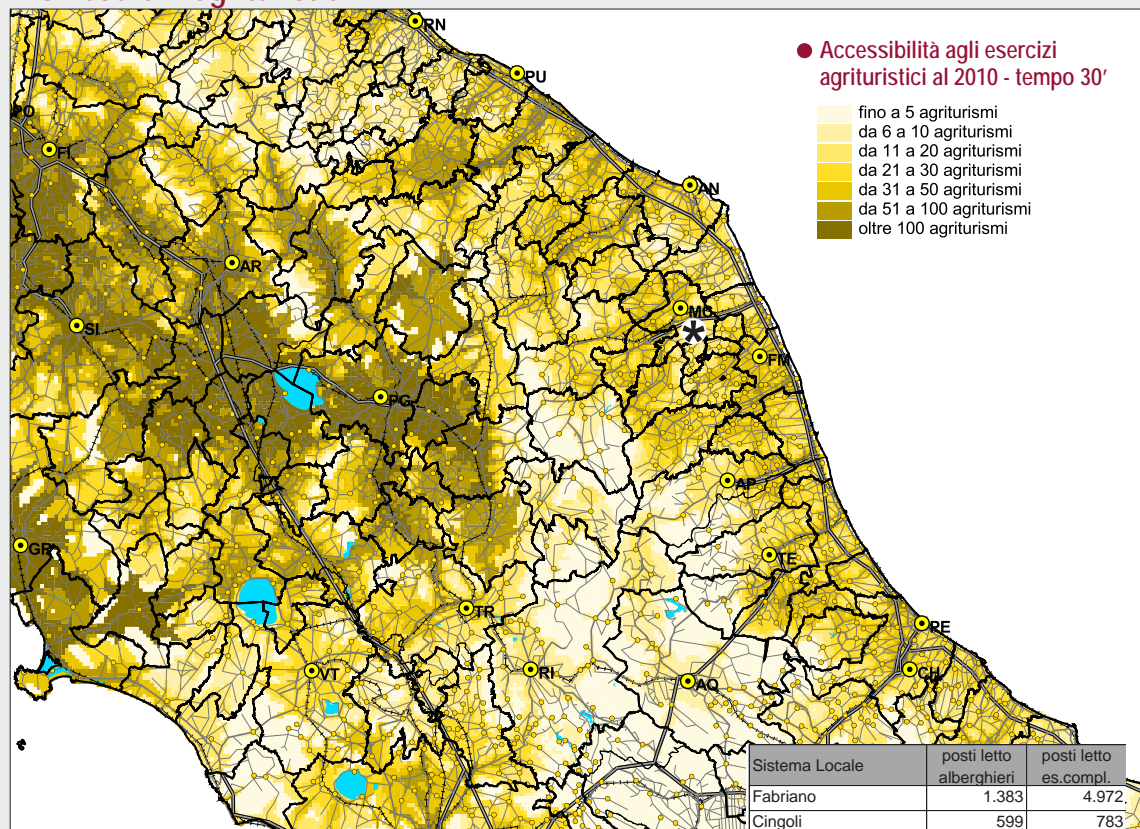 ● Accessibilità agli esercizi
agrituristici al 2010 - tempo 30'
fino a 5 agriturismi
da 6 a 10 agriturismi
da 11 a 20 agriturismi
da 21 a 30 agriturismi
da 31 a 50 agriturismi
da 51 a 100 agriturismi
oltre 100 agriturismi
RN
PU
PO
FI
AN
AR
MC
*
SI
FM
PG
AP
GR
TE
TR
PE
VT
RI
AQ
CH
Sistema Locale posti letto alberghieri posti letto es.compl.
Fabriano 1.383 4.972,
Cingoli 599 783